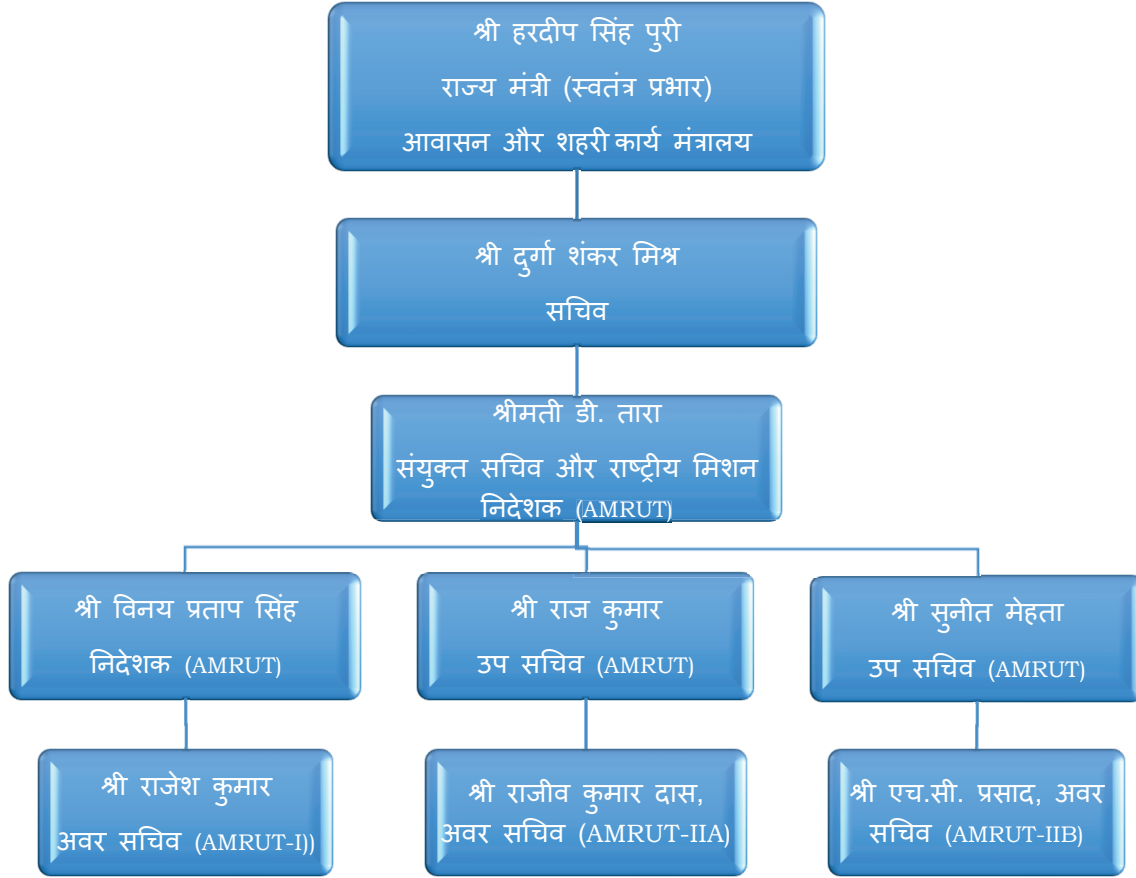 श्री हरदीप सिंह पुरी
राज्य मंत्री (स्वतंत्र प्रभार)
आवासन और शहरी कार्य मंत्रालय
श्री दुर्गा शंकर मिश्र
सचिव
श्रीमती डी. तारा
संयुक्त सचिव और राष्ट्रीय मिशन
निदेशक (AMRUT)
श्री विनय प्रताप सिंह
निदेशक (AMRUT)
श्री राज कुमार
उप सचिव (AMRUT)
श्री सुनीत मेहता
उप सचिव (AMRUT)
श्री राजेश कुमार
अवर सचिव (AMRUT-I))
श्री राजीव कुमार दास,
अवर सचिव (AMRUT-IIA)
श्री एच.सी. प्रसाद, अवर
सचिव (AMRUT-IIB)